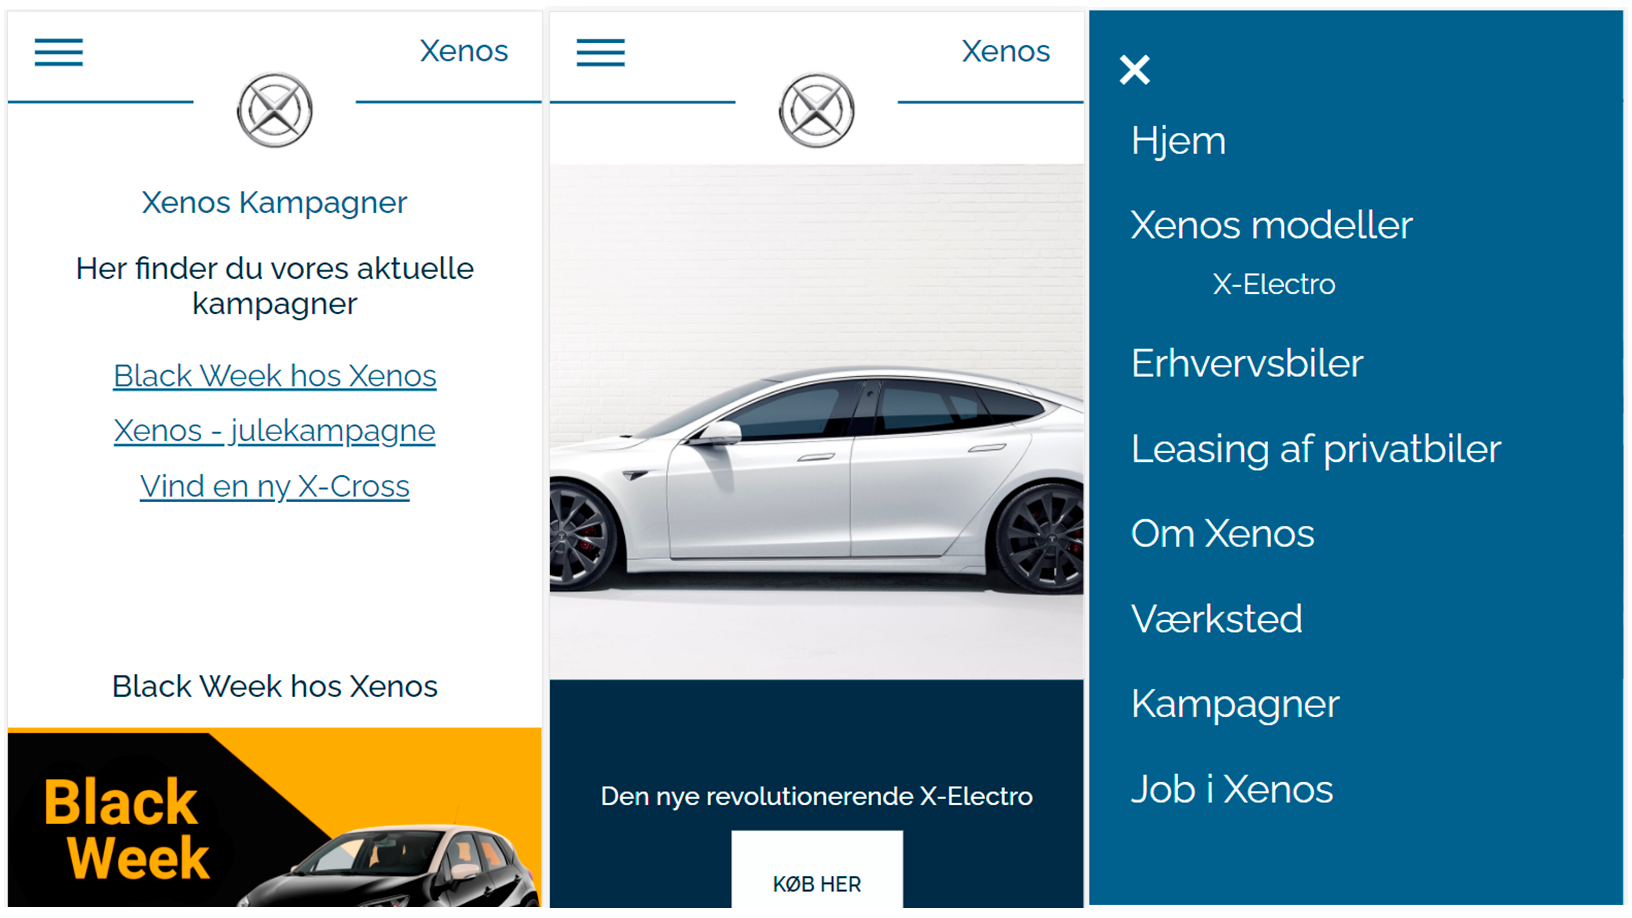 Xenos
Xenos Kampagner
Her finder du vores aktuelle
kampagner
Black Week hos Xenos
Xenos - julekampagne
Vind en ny X-Cross
Black Week hos Xenos
Black
Week
Xenos
Den nye revolutionerende X-Electro
KØB HER
Hjem
Xenos modeller
X-Electro
Erhvervsbiler
Leasing af privatbiler
Om Xenos
Værksted
Kampagner
Job i Xenos